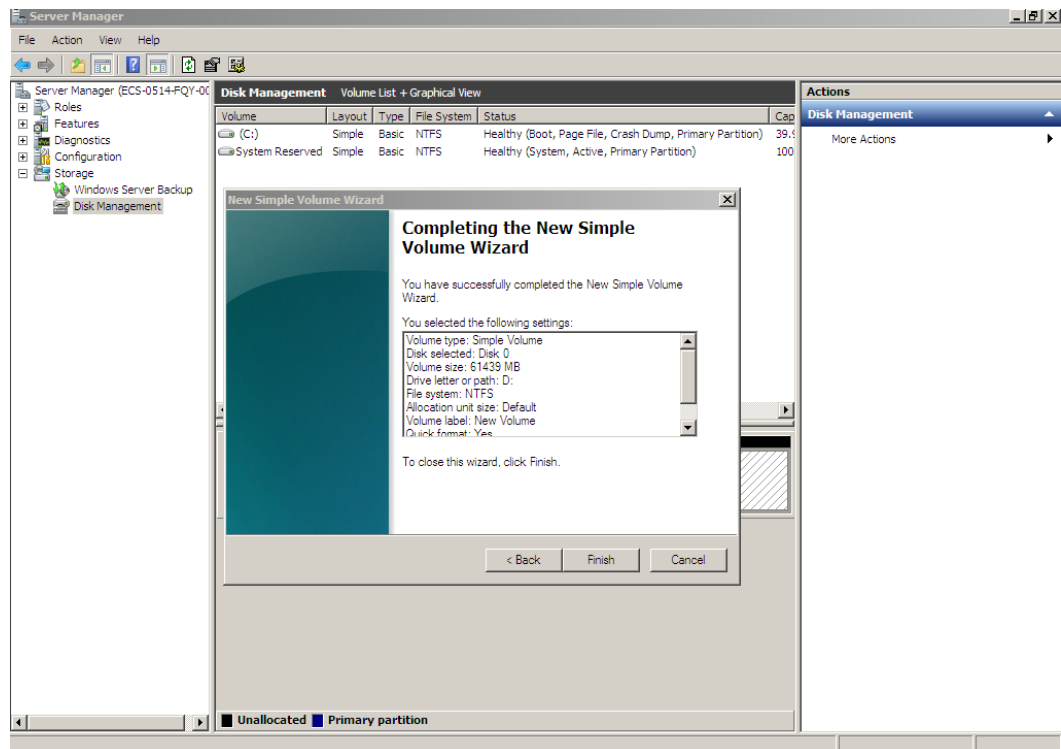 Server Manager
File Action View Help
Server Manager (ECS-0514-FQY-00
Roles
Features
Diagnostics
Configuration
Storage
Windows Server Backup
Disk Management
Disk Management Volume List + Graphical View
Volume Layout Type File System Status Cap
(C:) Simple Basic NTFS Healthy (Boot, Page File, Crash Dump, Primary Partition) 39.9
System Reserved Simple Basic NTFS Healthy (System, Active, Primary Partition) 100
New Simple Volume Wizard
Completing the New Simple
Volume Wizard
You have successfully completed the New Simple Volume
Wizard.
You selected the following settings:
Volume type: Simple Volume
Disk selected: Disk 0
Volume size: 61439 MB
Drive letter or path: D:
File system: NTFS
Allocation unit size: Default
Volume label: New Volume
Quick format: Yes
To close this wizard, click Finish.
< Back Finish Cancel
Unallocated Primary partition
Actions
Disk Management
More Actions